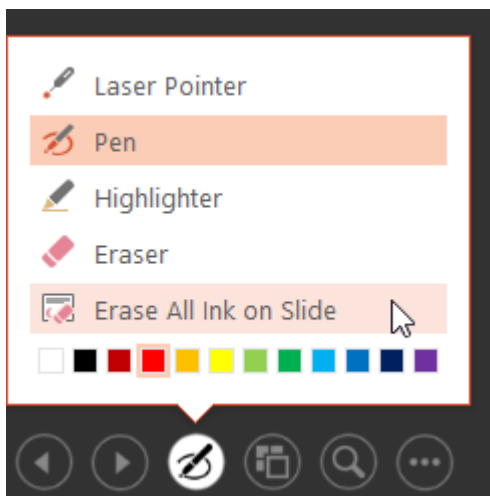 Laser Pointer
Pen
Highlighter
Eraser
Erase All Ink on Slide